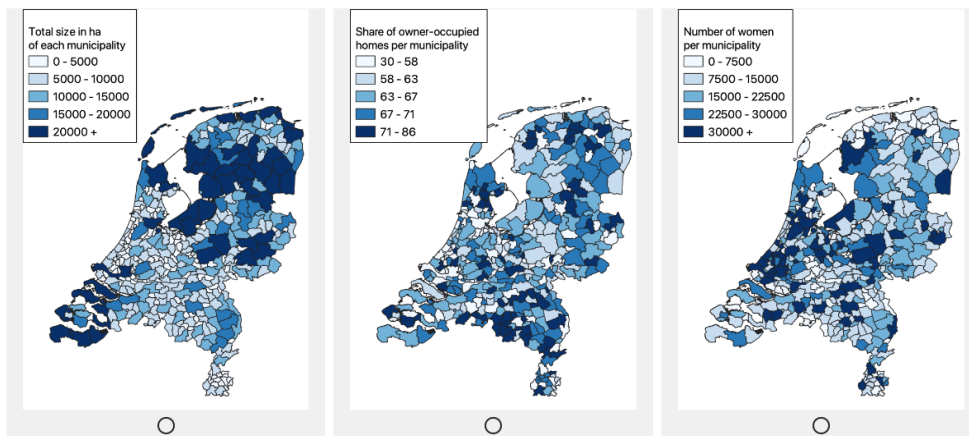 Total size in ha
of each municipality
0 - 5000
5000 - 10000
10000 - 15000
15000 - 20000
20000 +
Share of owner-occupied
homes per municipality
30 - 58
58 - 63
63 - 67
67 - 71
71 - 86
Number of women
per municipality
0 - 7500
7500 - 15000
15000 - 22500
22500 - 30000
30000 +